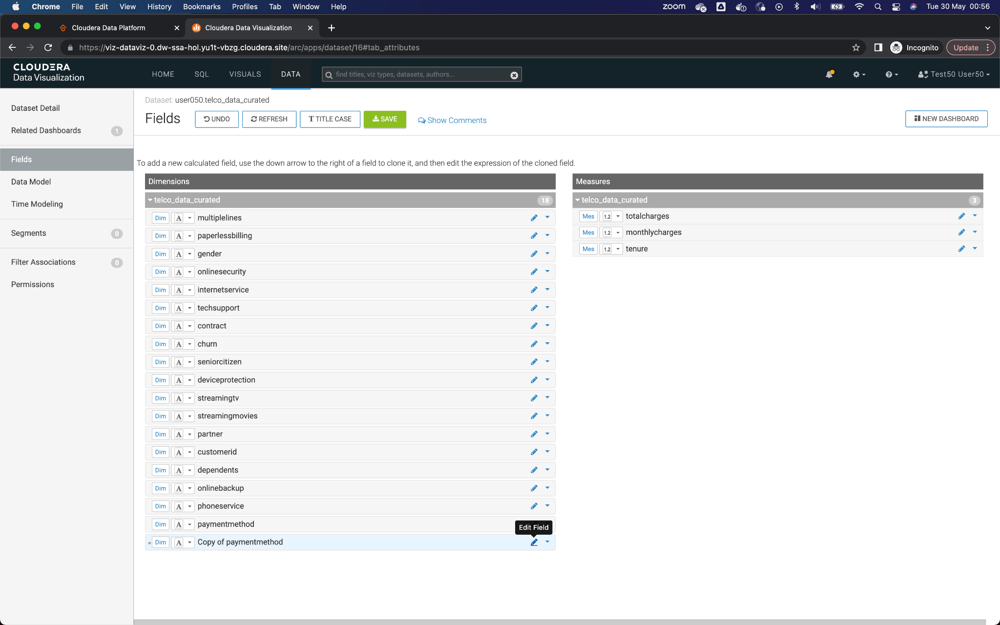 Chrome File Edit View History Bookmarks Profiles Tab Window Help zoom Tue 30 May 00:56
Cloudera Data Platform Cloudera Data Visualization
https://viz-dataviz-0.dw-ssa-hol.yu1t-vbzg.cloudera.site/arc/apps/dataset/16#tab_attributes Incognito Update
CLOUDERA
Data Visualization
HOME SQL VISUALS DATA find titles, viz types, datasets, authors... Test50 User50
Dataset Detail
Related Dashboards 1
Fields
Data Model
Time Modeling
Segments 0
Filter Associations 0
Permissions
Dataset: user050.telco_data_curated
Fields UNDO REFRESH T TITLE CASE SAVE Show Comments NEW DASHBOARD
To add a new calculated field, use the down arrow to the right of a field to clone it, and then edit the expression of the cloned field.
Dimensions
telco_data_curated 18
Dim A multiplelines
Dim A paperlessbilling
Dim A gender
Dim A onlinesecurity
Dim A internetservice
Dim A techsupport
Dim A contract
Dim A churn
Dim A seniorcitizen
Dim A deviceprotection
Dim A streamingtv
Dim A streamingmovies
Dim A partner
Dim A customerid
Dim A dependents
Dim A onlinebackup
Dim A phoneservice
Dim A paymentmethod
Edit Field
= Dim A Copy of paymentmethod
Measures
telco_data_curated 3
Mes 1.2 totalcharges
Mes 1.2 monthlycharges
Mes 1.2 tenure